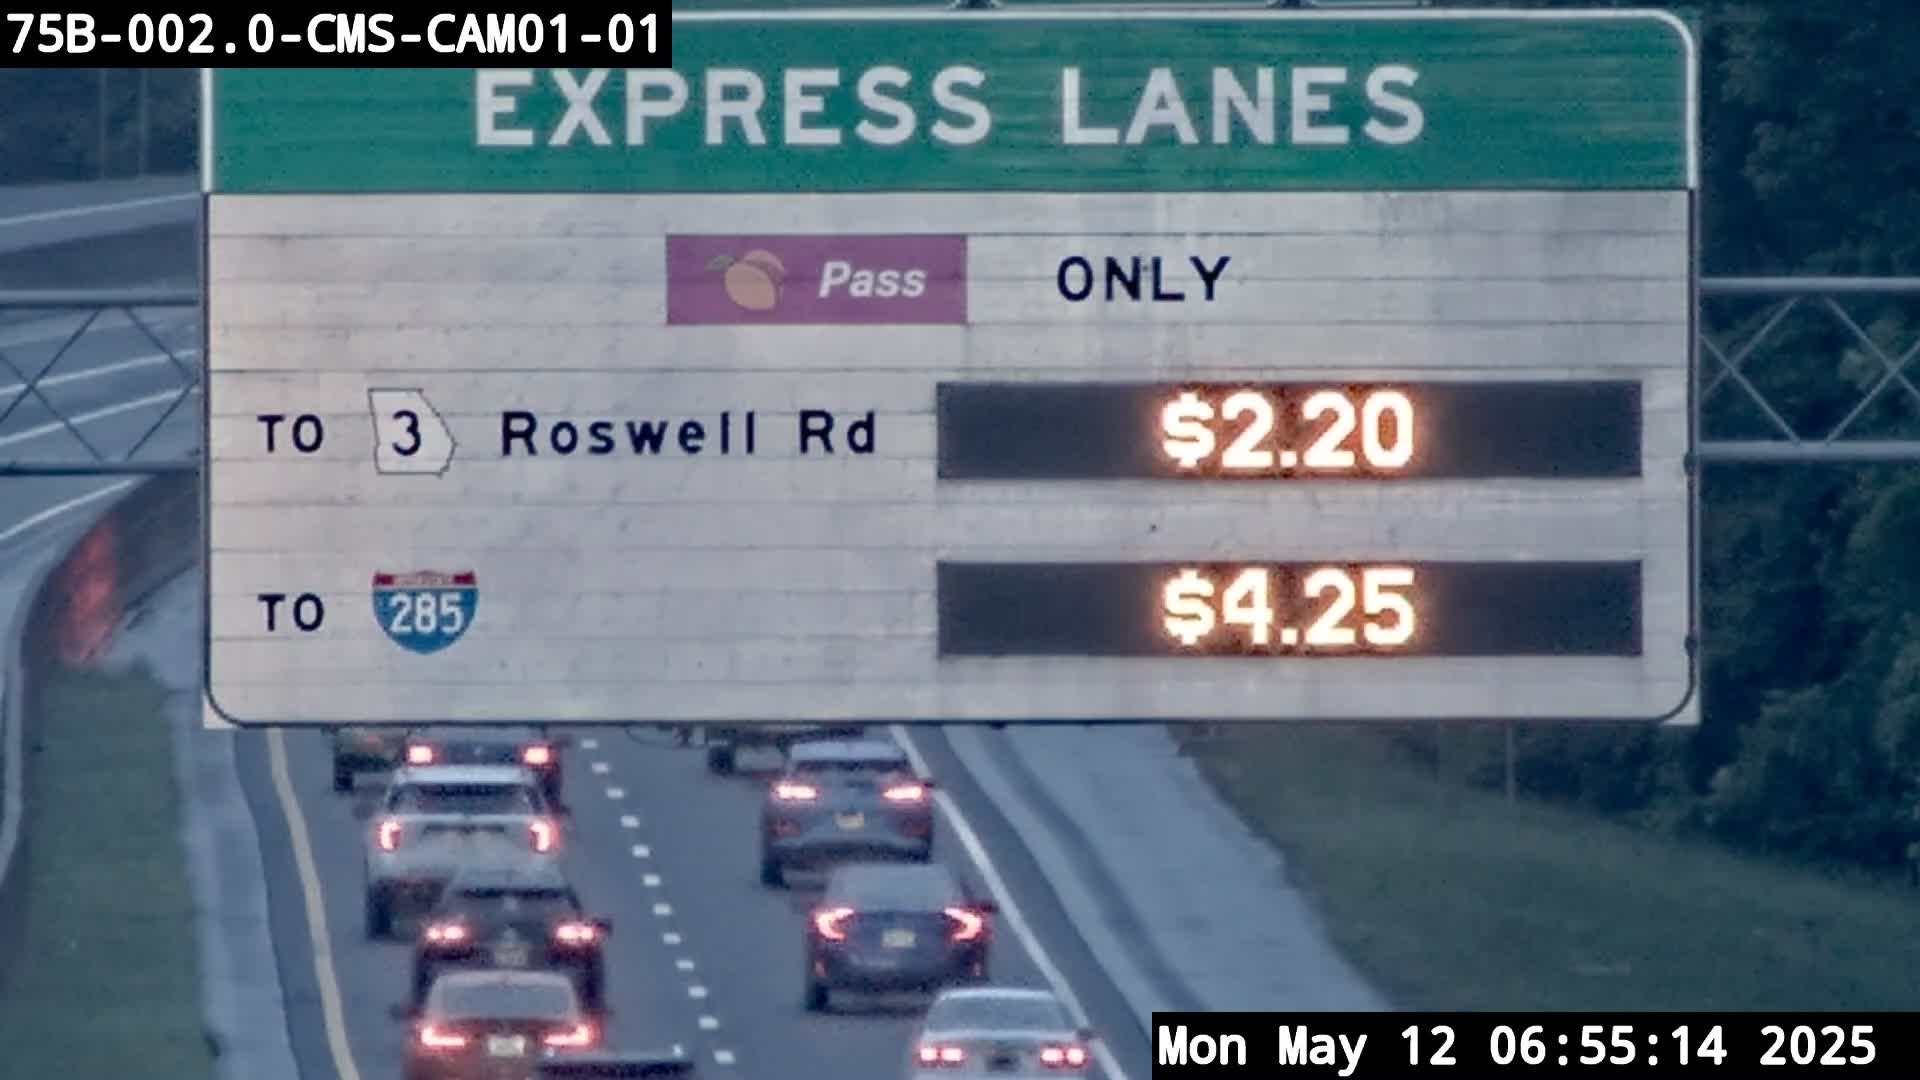 75B-002.0-CMS-CAM01-01
EXPRESS LANES
Pass ONLY
TO 3 Roswell Rd $2.20
TO 285 $4.25
Mon May 12 06:55:14 2025